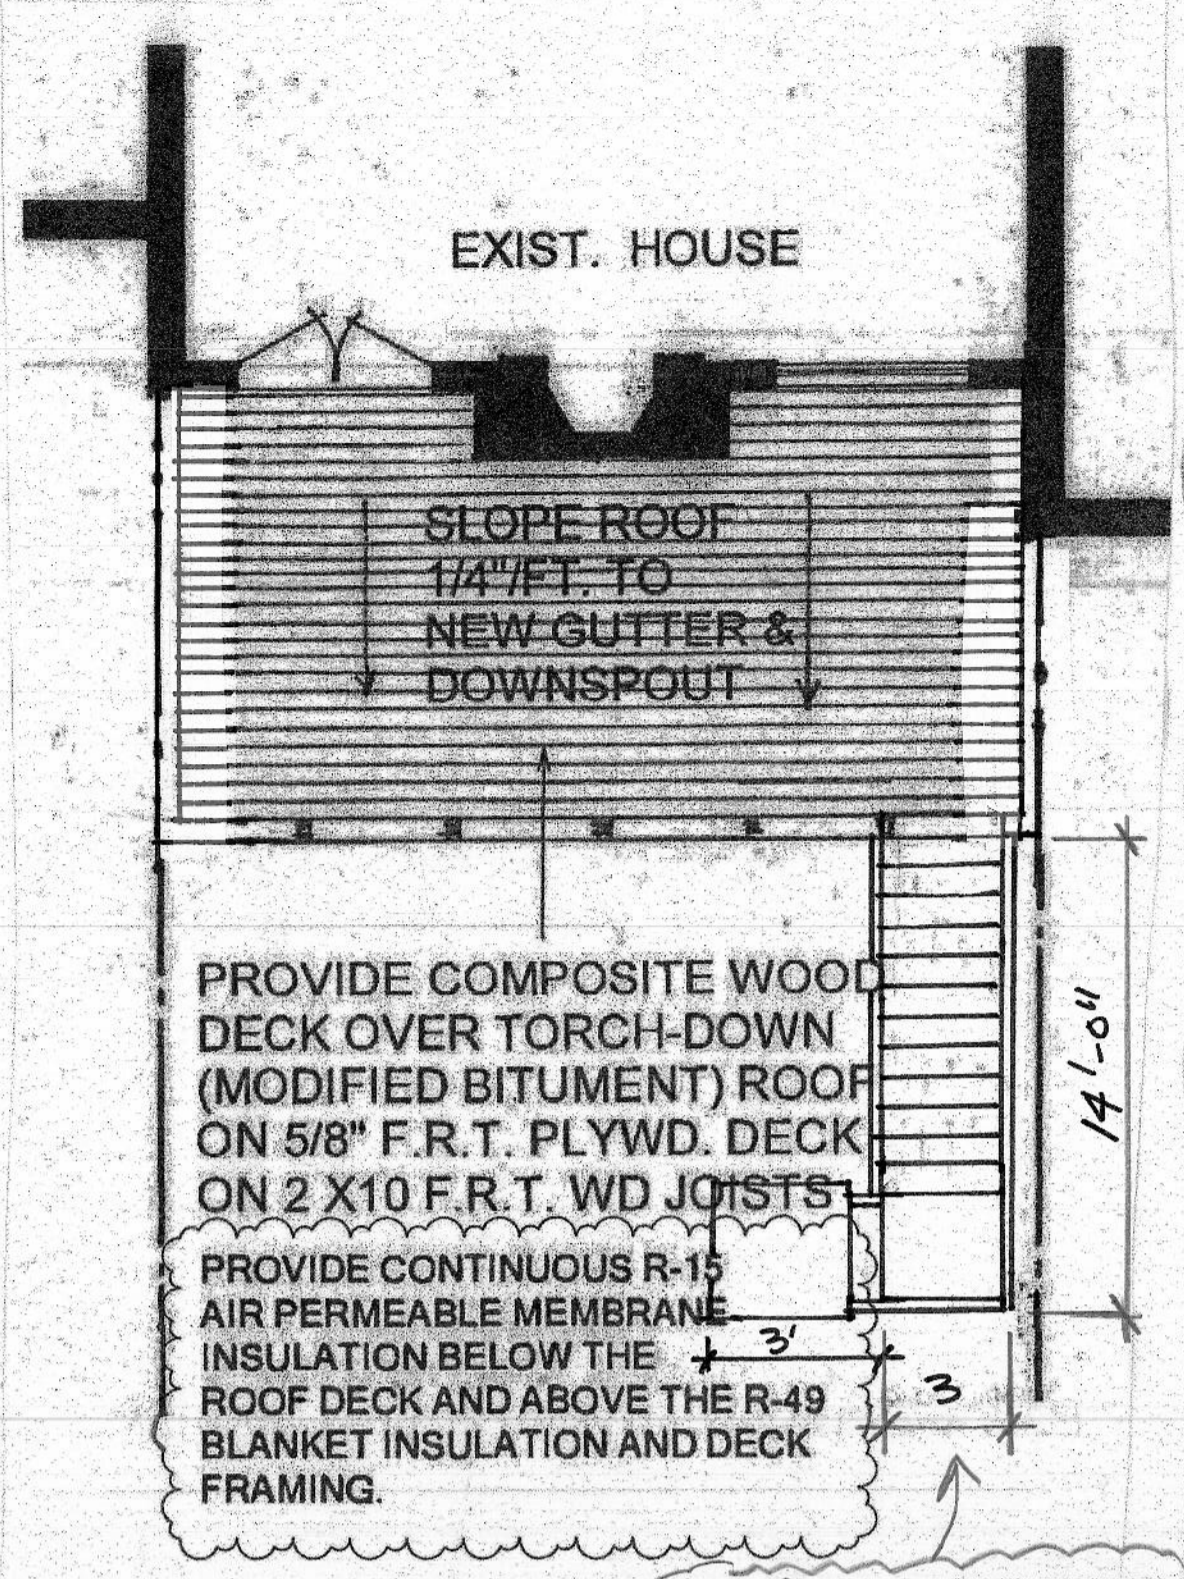 EXIST. HOUSE
SLOPE ROOF
1/4"/FT. TO
NEW GUTTER &
DOWNSPOUT
PROVIDE COMPOSITE WOOD
DECK OVER TORCH-DOWN
(MODIFIED BITUMENT) ROOF
ON 5/8" F.R.T. PLYWD. DECK
ON 2 X10 F.R.T. WD JOISTS
14'-0"
PROVIDE CONTINUOUS R-15
AIR PERMEABLE MEMBRANE
INSULATION BELOW THE
ROOF DECK AND ABOVE THE R-49
BLANKET INSULATION AND DECK
FRAMING.
3'
3